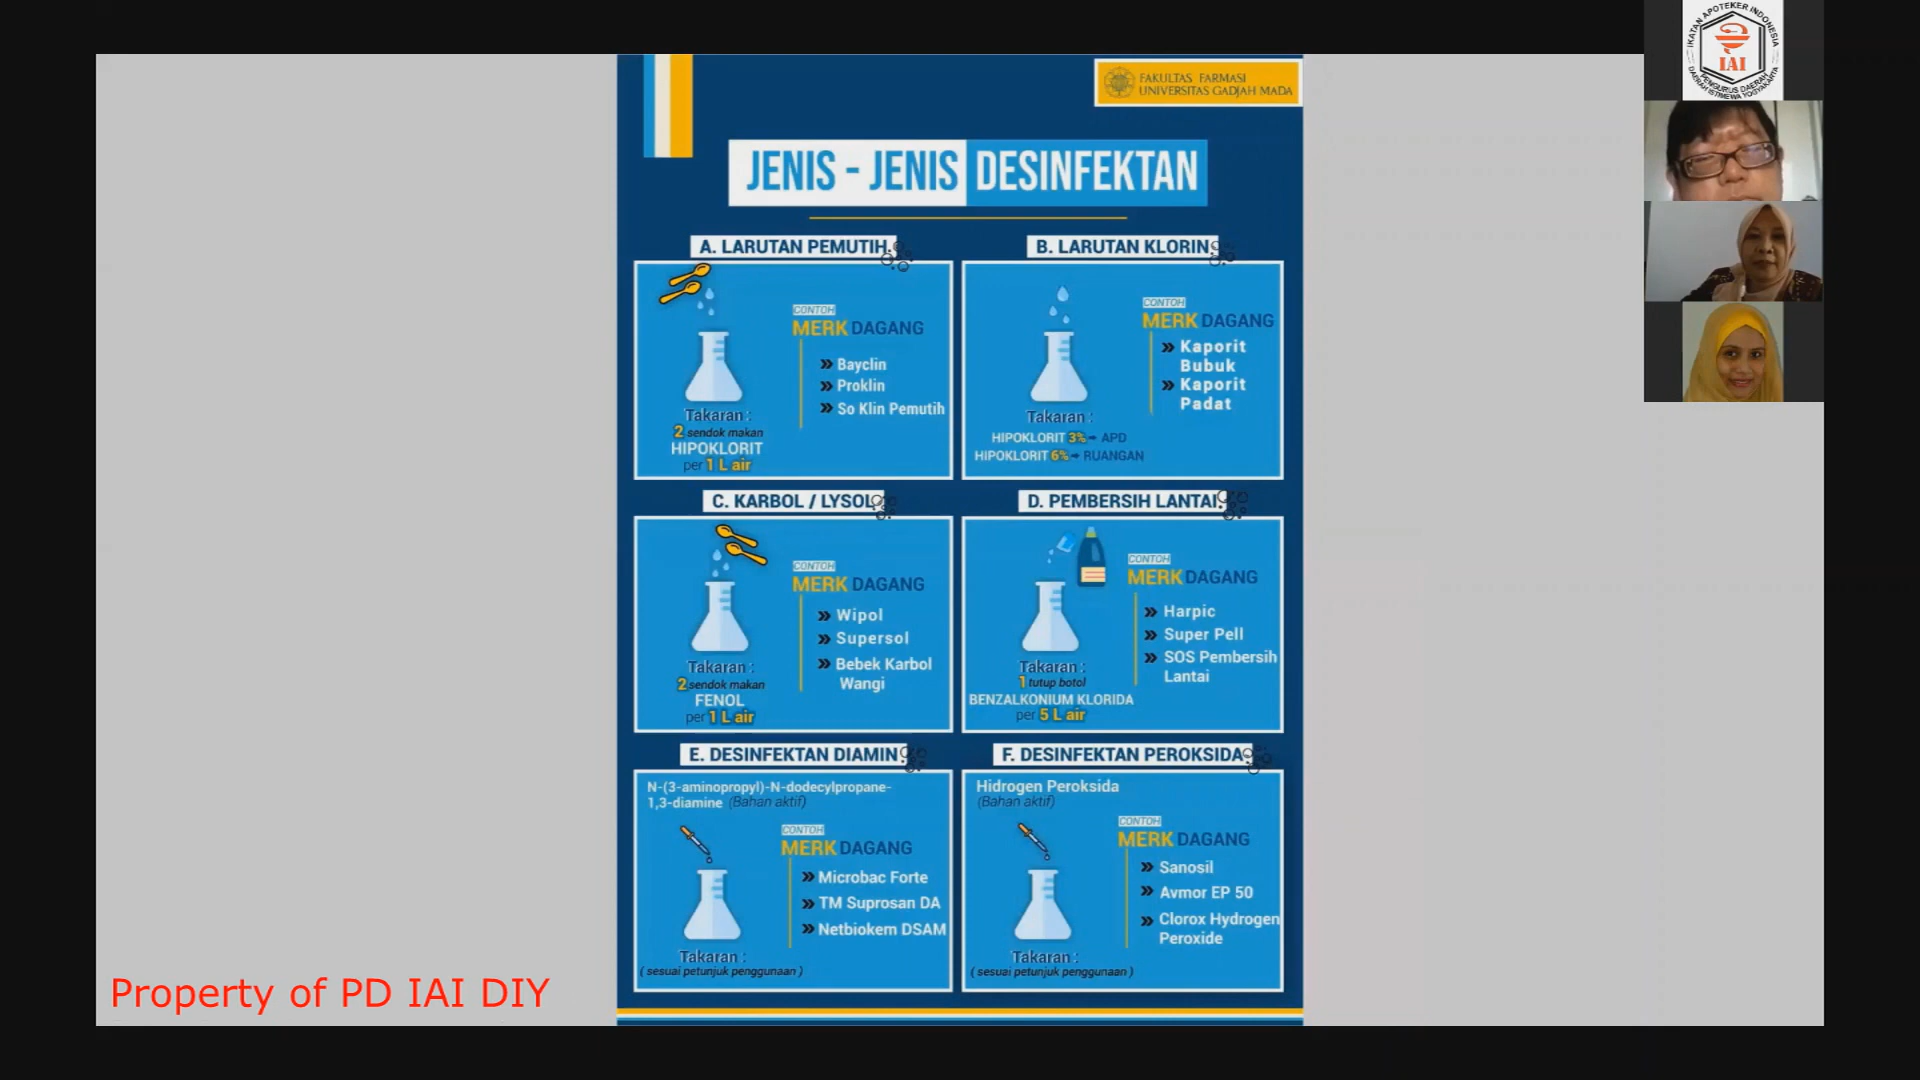 FAKULTAS FARMASI
UNIVERSITAS GADJAH MADA
JENIS - JENIS DESINFEKTAN
A. LARUTAN PEMUTIH
CONTOH
MERK DAGANG
Bayclin
Proklin
So Klin Pemutih
Takaran :
2 sendok makan
HIPOKLORIT
per 1 L air
B. LARUTAN KLORIN
CONTOH
MERK DAGANG
Kaporit
Bubuk
Kaporit
Padat
Takaran :
HIPOKLORIT 3% APD
HIPOKLORIT 6% RUANGAN
C. KARBOL / LYSOL
CONTOH
MERK DAGANG
Wipol
Supersol
Bebek Karbol
Wangi
Takaran :
2 sendok makan
FENOL
per 1 L air
D. PEMBERSIH LANTAI
CONTOH
MERK DAGANG
Harpic
Super Pell
SOS Pembersih
Lantai
Takaran :
1 tutup botol
BENZALKONIUM KLORIDA
per 5 L air
E. DESINFEKTAN DIAMIN
N-(3-aminopropyl)-N-dodecylpropane-
1,3-diamine (Bahan aktif)
CONTOH
MERK DAGANG
Microbac Forte
TM Suprosan DA
Netbiokem DSAM
Takaran :
( sesuai petunjuk penggunaan )
F. DESINFEKTAN PEROKSIDA
Hidrogen Peroksida
(Bahan aktif)
CONTOH
MERK DAGANG
Sanosil
Avmor EP 50
Clorox Hydrogen
Peroxide
Takaran :
( sesuai petunjuk penggunaan )
Property of PD IAI DIY
IKATAN APOTEKER INDONESIA
IAI
PENGURUS DAERAH
DAERAH ISTIMEWA YOGYAKARTA